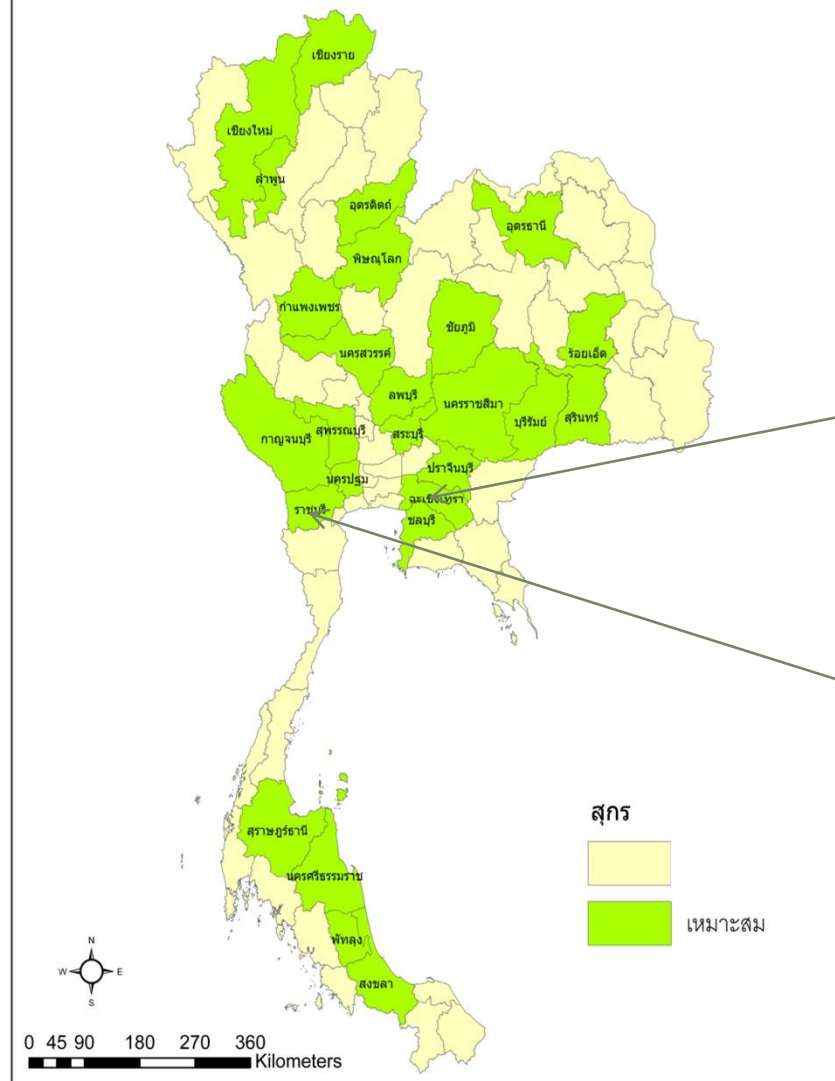 เชียงราย
เชียงใหม่
ลำพูน
อุตรดิตถ์
อุดรธานี
พิษณุโลก
กำแพงเพชร
ชัยภูมิ
นครสวรรค์
ร้อยเอ็ด
ลพบุรี
นครราชสีมา
บุรีรัมย์
สุรินทร์
สุพรรณบุรี
กาญจนบุรี
สระบุรี
ปราจีนบุรี
นครปฐม
ฉะเชิงเทรา
ราชบุรี
ชลบุรี
สุราษฎร์ธานี
นครศรีธรรมราช
พัทลุง
สงขลา
สุกร
เหมาะสม
N
W E
S
0 45 90 180 270 360
Kilometers